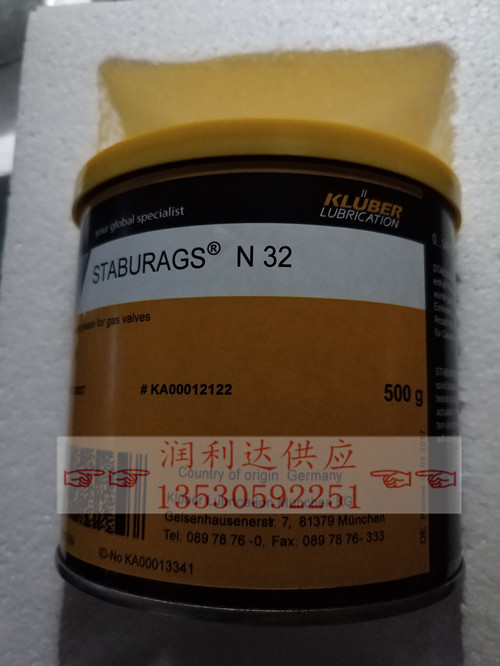 your global specialist
KLÜBER
LUBRICATION
STABURAGS® N 32
for gas valves
# KA00012122
500 g
润利达供应
Country of origin Germany
13530592251
Geisenhausenerstr. 7, 81379 München
Tel: 089 78 76 -0, Fax: 089 78 76- 333
ID-No KA00013341